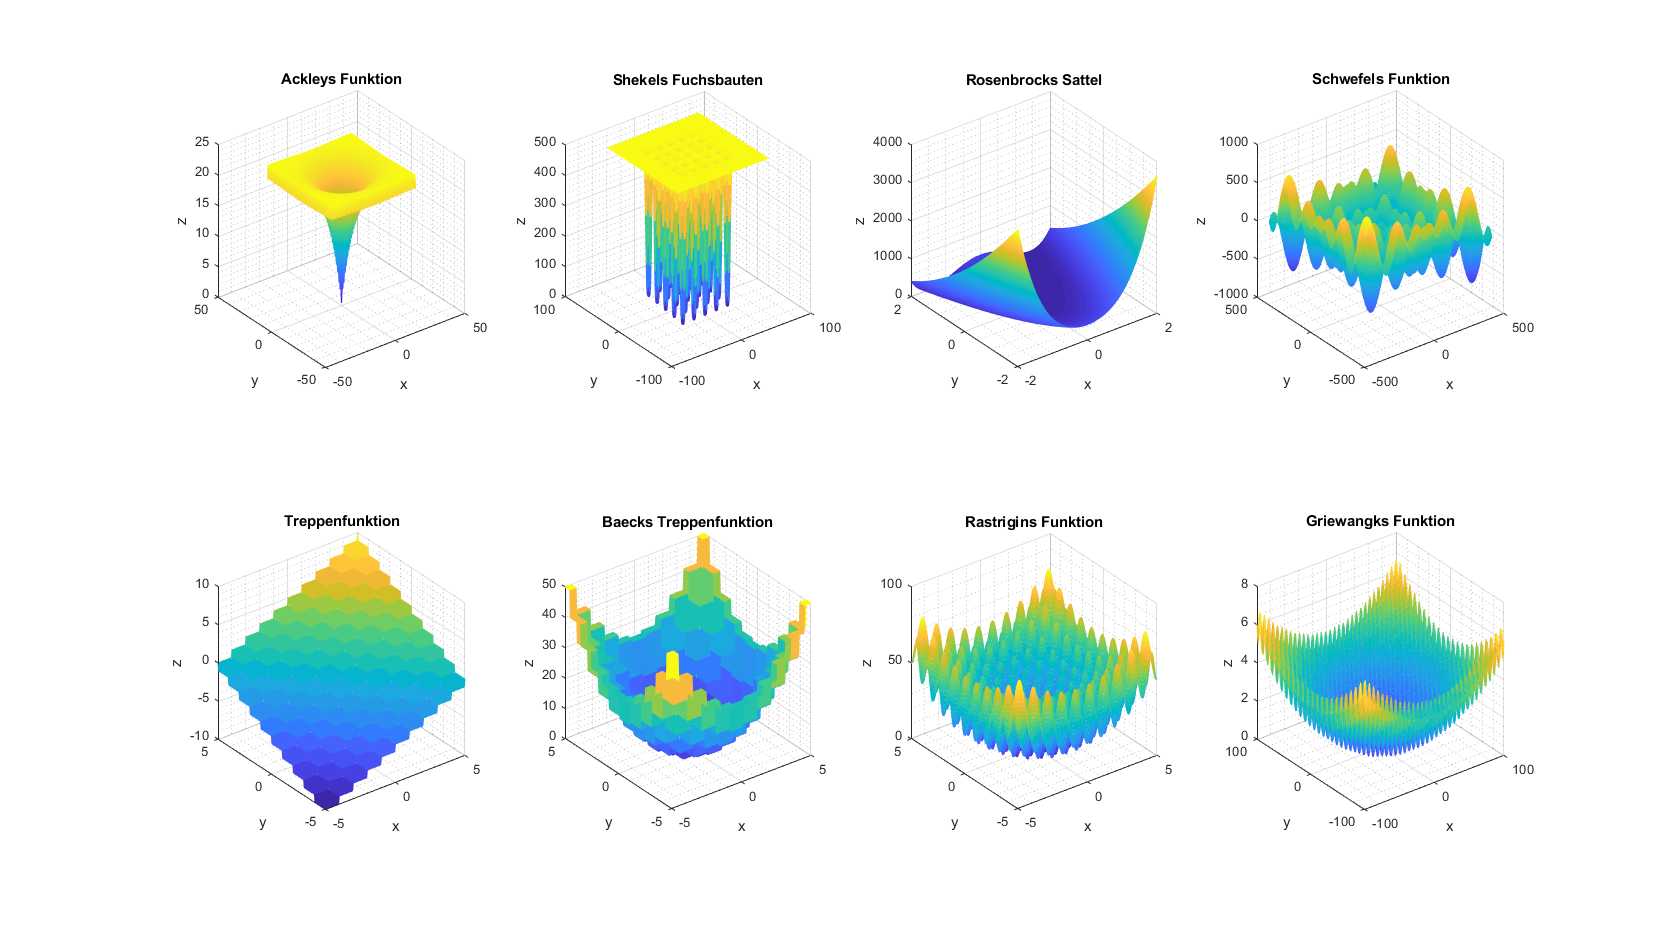 Ackleys Funktion
25
20
15
10
5
0
z
50
0
-50
y
-50
0
50
x
Shekels Fuchsbauten
500
400
300
200
100
0
z
100
0
-100
y
-100
0
100
x
Rosenbrocks Sattel
4000
3000
2000
1000
0
z
2
0
-2
y
-2
0
2
x
Schwefels Funktion
1000
500
0
-500
-1000
z
500
0
-500
y
-500
0
500
x
Treppenfunktion
10
5
0
-5
-10
z
5
0
-5
y
-5
0
5
x
Baecks Treppenfunktion
50
40
30
20
10
0
z
5
0
-5
y
-5
0
5
x
Rastrigins Funktion
100
50
0
z
5
0
-5
y
-5
0
5
x
Griewangks Funktion
8
6
4
2
0
z
100
0
-100
y
-100
0
100
x